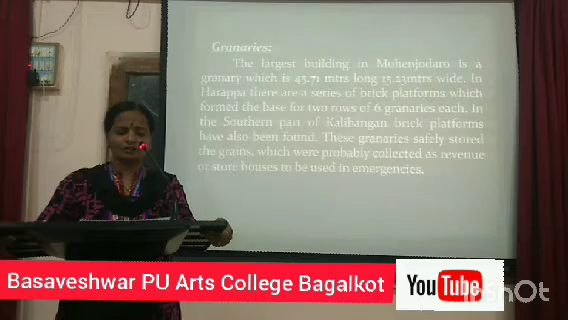 Granaries:
The largest building in Mohenjodaro is a
granary which is 45.71 mtrs long 15.23mtrs wide. In
Harappa there are a series of brick platforms which
formed the base for two rows of 6 granaries each. In
the Southern part of Kalibangan brick platforms
have also been found. These granaries safely stored
the grains, which were probably collected as revenue
or store houses to be used in emergencies.
Basaveshwar PU Arts College Bagalkot
YouTube
InShOt